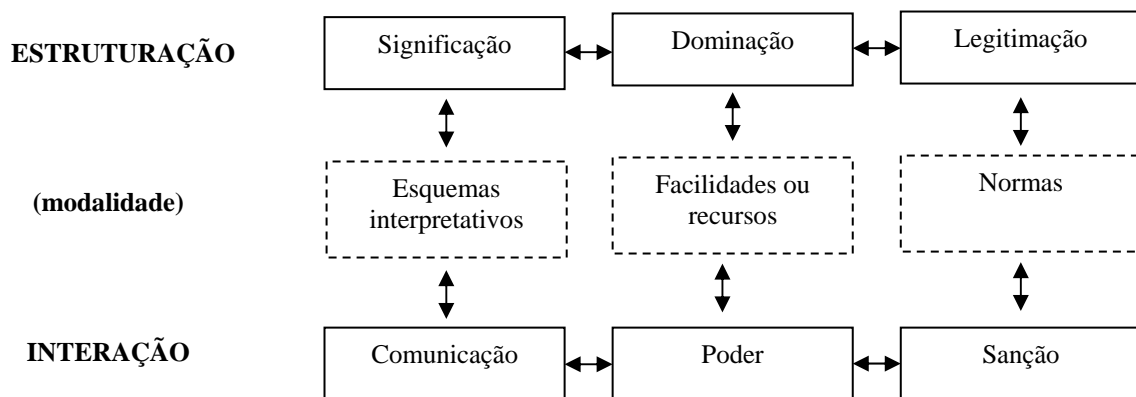 ESTRUTURAÇÃO
Significação
Dominação
Legitimação
(modalidade)
Esquemas
interpretativos
Facilidades ou
recursos
Normas
INTERAÇÃO
Comunicação
Poder
Sanção